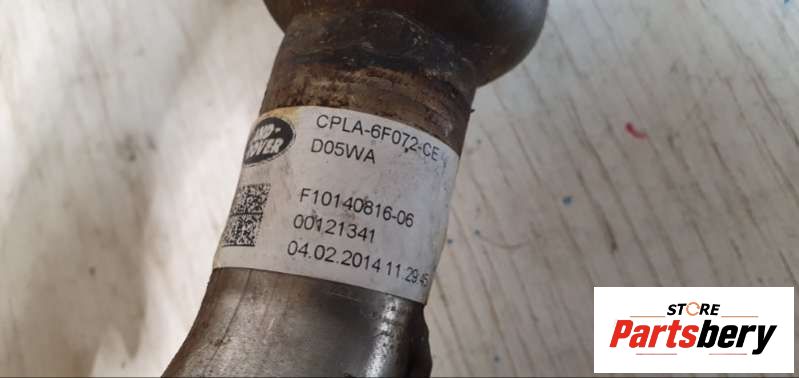 LAND-
ROVER
CPLA-6F072-CE
D05WA
F10140816-06
00121341
04.02.2014 11:29:45
STORE
Partsbery